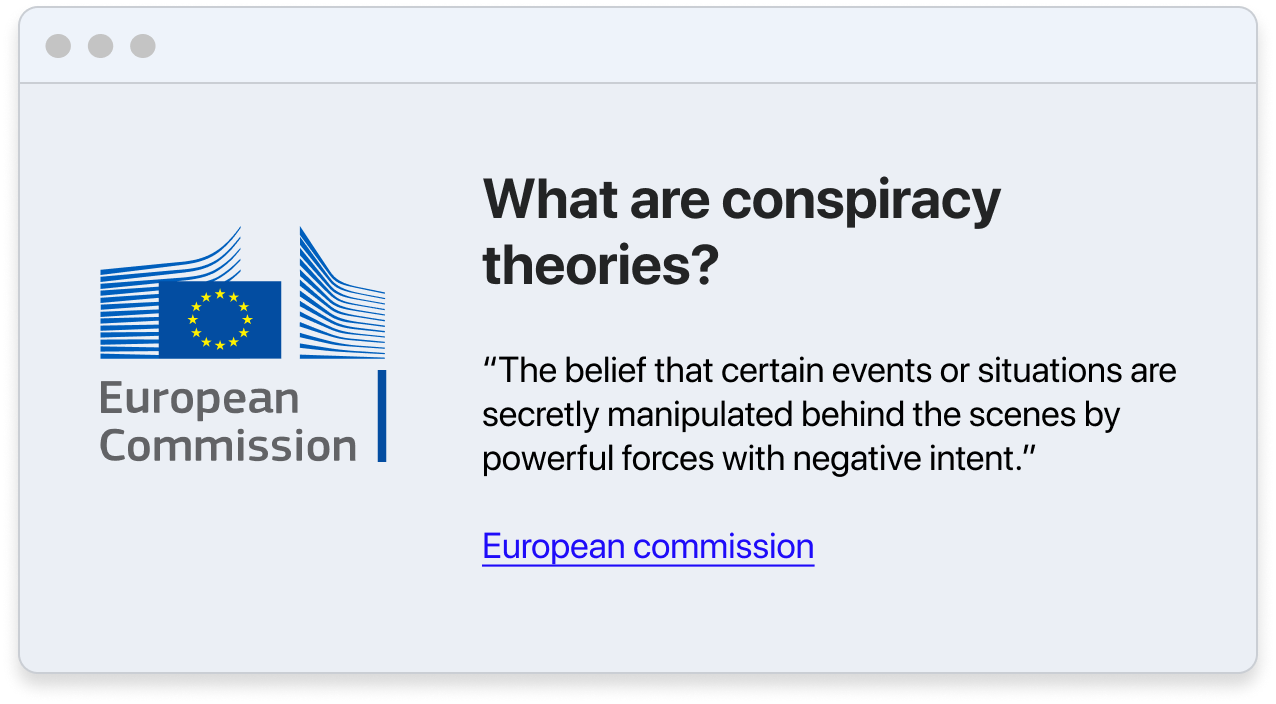 What are conspiracy
theories?
“The belief that certain events or situations are
secretly manipulated behind the scenes by
powerful forces with negative intent.”
European commission
European
Commission